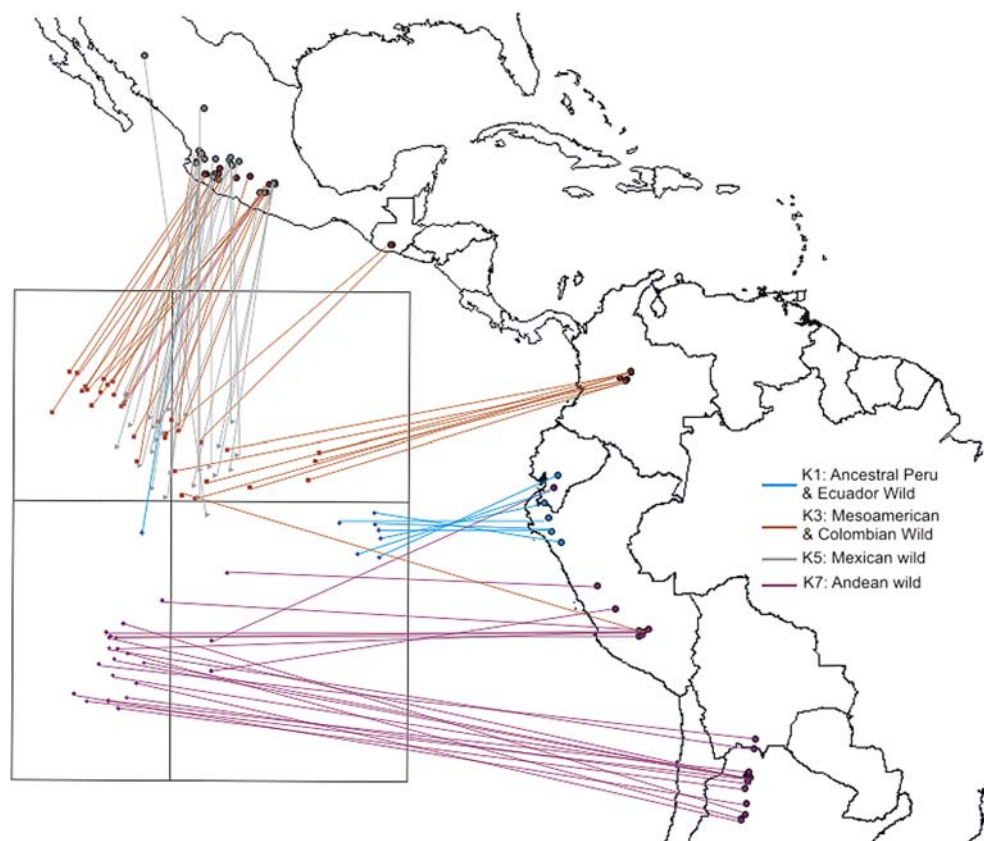 K1: Ancestral Peru
& Ecuador Wild
K3: Mesoamerican
& Colombian Wild
K5: Mexican wild
K7: Andean wild